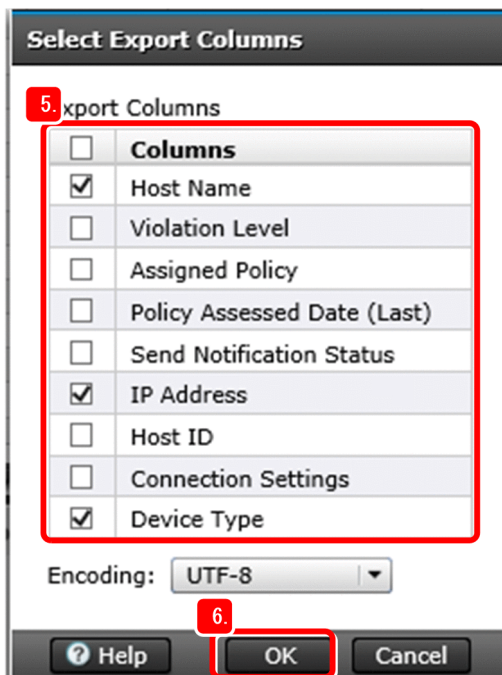 Select Export Columns
5.
xport Columns
Columns
Host Name
Violation Level
Assigned Policy
Policy Assessed Date (Last)
Send Notification Status
IP Address
Host ID
Connection Settings
Device Type
Encoding: UTF-8
6.
? Help OK Cancel